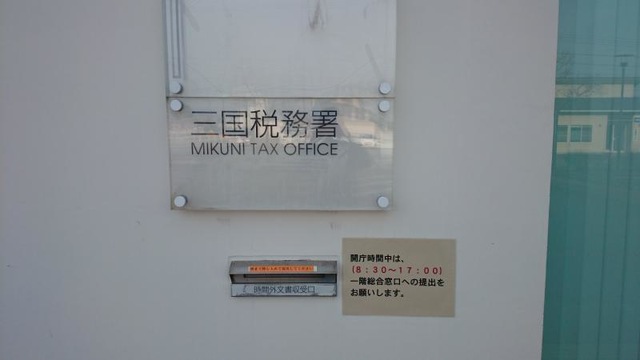 三国税務署
MIKUNI TAX OFFICE
時間外文書収受口
開庁時間中は、
(8:30～17:00)
一階総合窓口への提出を
お願いします。